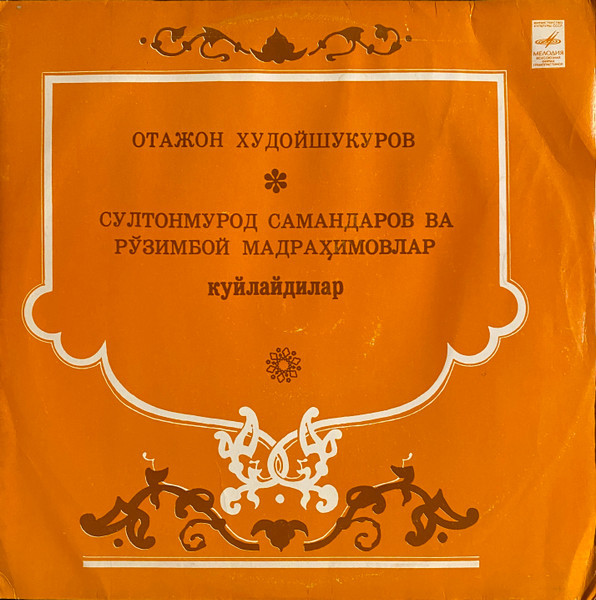 МЕЛОДИЯ
ОТАЖОН ХУДОЙШУКУРОВ
СУЛТОНМУРОД САМАНДАРОВ ВА
РЎЗИМБОЙ МАДРАҲИМОВЛАР
куйлайдилар